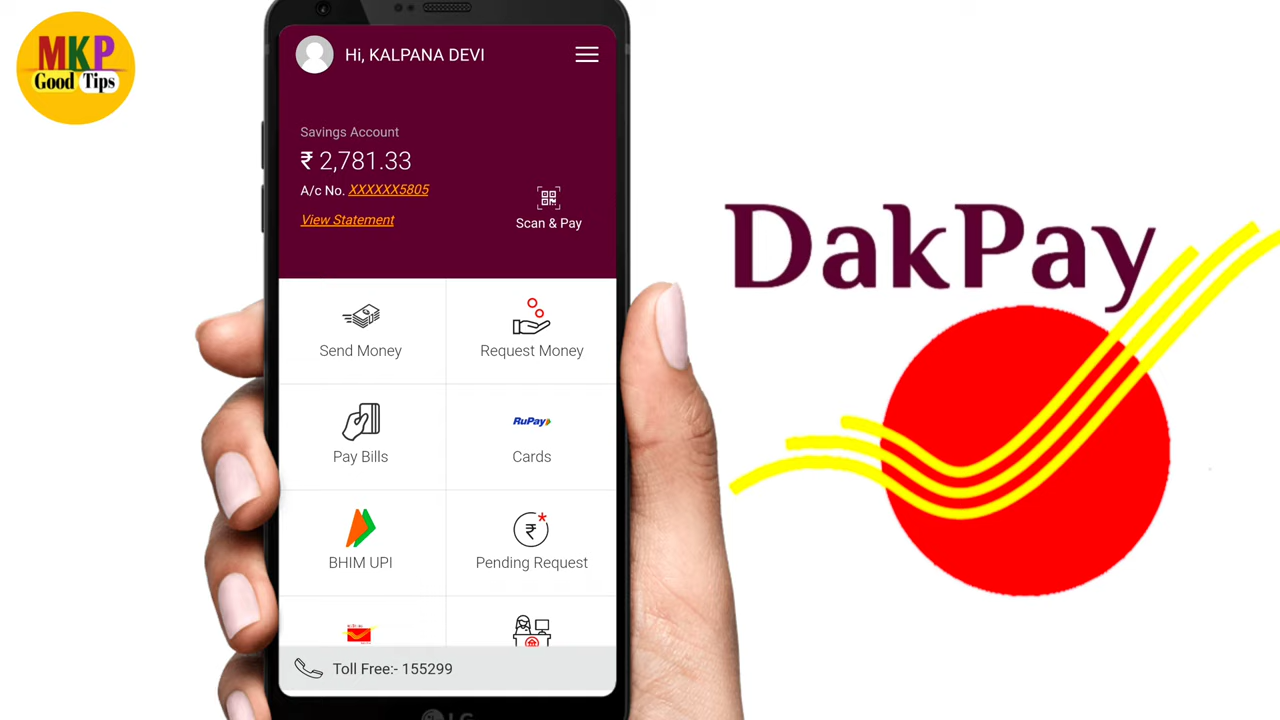 MKP
Good Tips
Hi, KALPANA DEVI
Savings Account
₹ 2,781.33
A/c No. XXXXXX5805
View Statement
Scan & Pay
DakPay
Send Money
Request Money
RuPay
Pay Bills
Cards
₹*
BHIM UPI
Pending Request
Toll Free:- 155299
LG